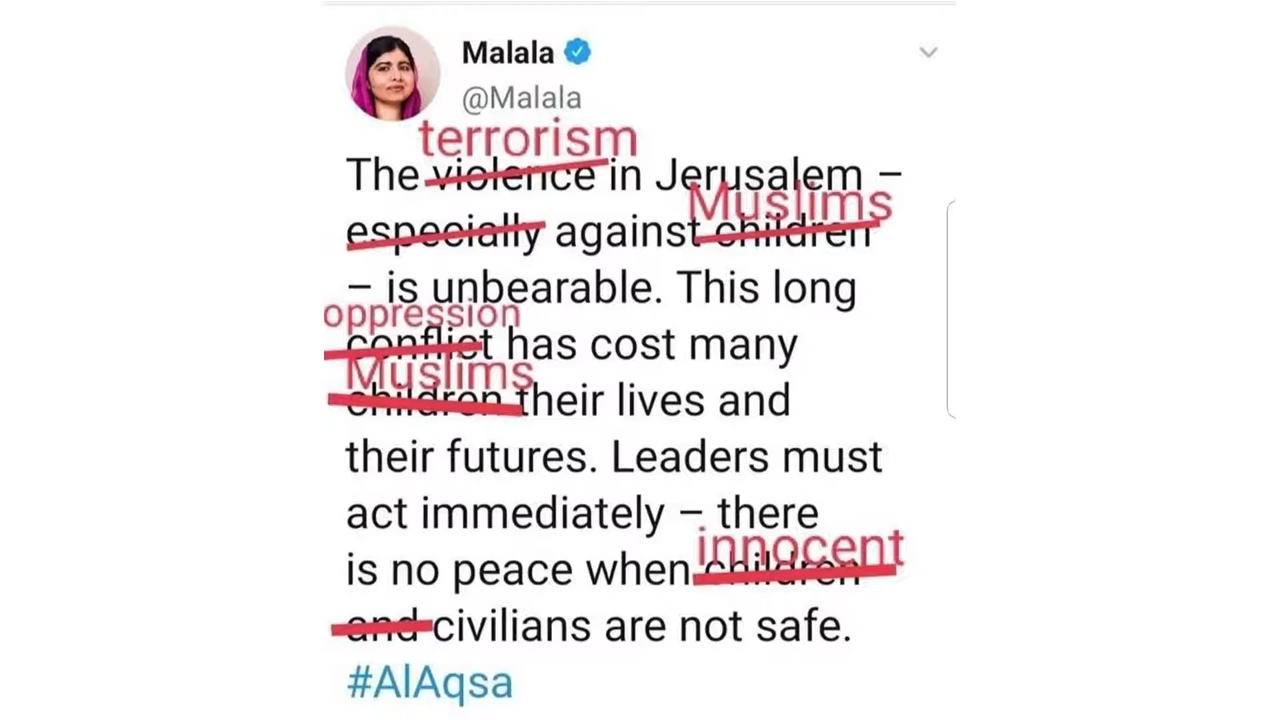 Malala
@Malala
terrorism
The violence in Jerusalem –
Muslims
especially against children
– is unbearable. This long
oppression
conflict has cost many
Muslims
children their lives and
their futures. Leaders must
act immediately – there
innocent
is no peace when children
and civilians are not safe.
#AlAqsa